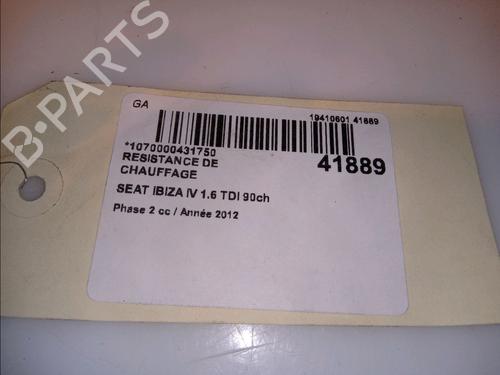 GA
19410601 41889
*1070000431750
41889
RESISTANCE DE
CHAUFFAGE
SEAT IBIZA IV 1.6 TDI 90ch
Phase 2 cc / Année 2012
B-PARTS